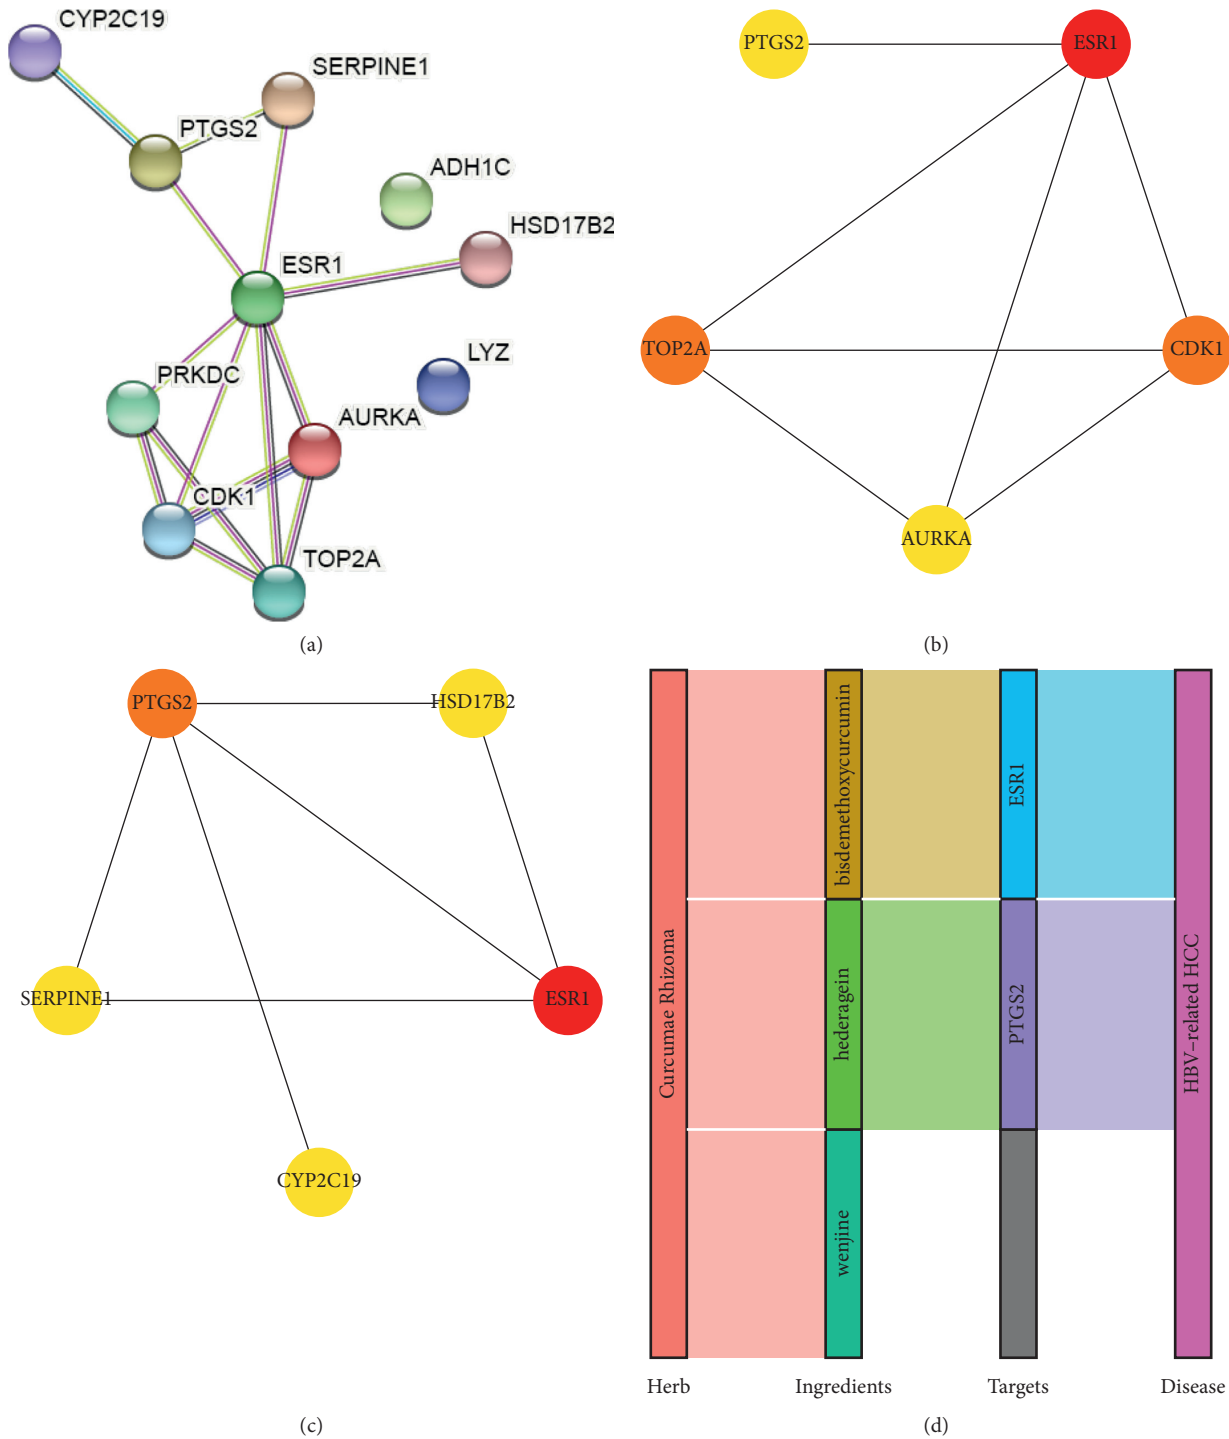 CYP2C19
SERPINE1
PTGS2
ADH1C
HSD17B2
ESR1
LYZ
PRKDC
AURKA
CDK1
TOP2A
(a)
PTGS2
ESR1
TOP2A
CDK1
AURKA
(b)
PTGS2
HSD17B2
SERPINE1
ESR1
CYP2C19
(c)
Curcumae Rhizoma
bisdemethoxycurcumin
hederagein
wenjine
ESR1
PTGS2
HBV–related HCC
Herb
Ingredients
Targets
Disease
(d)